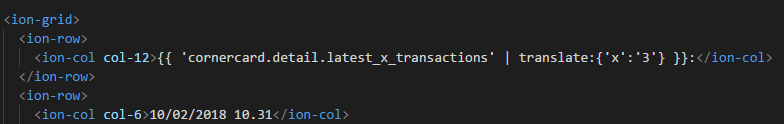 <ion-grid>
<ion-row>
<ion-col col-12>{{ 'cornercard.detail.latest_x_transactions' | translate:{'x':'3'} }}:</ion-col>
</ion-row>
<ion-row>
<ion-col col-6>10/02/2018 10.31</ion-col>